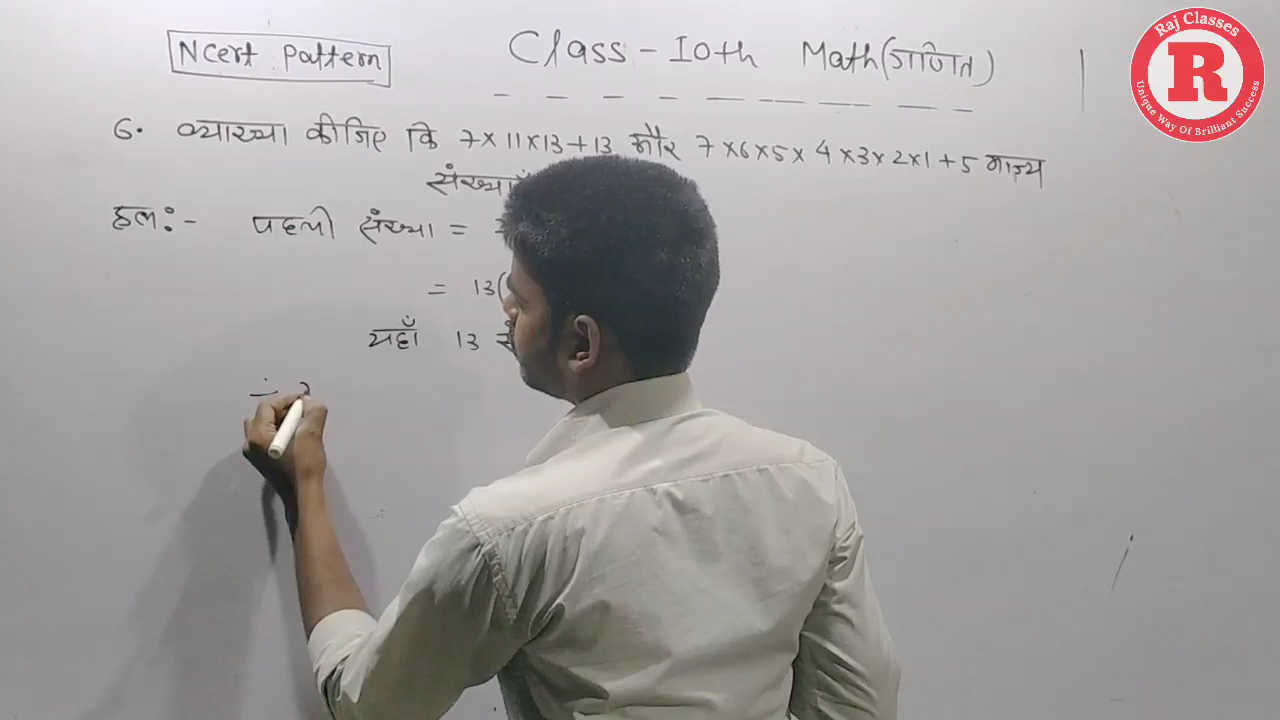 Raj Classes
R
Unique Way Of Brilliant Success
Ncert Pattern
Class - 10th Math (गणित)
6. व्याख्या कीजिए कि 7×11×13+13 और 7×6×5×4×3×2×1+5 भाज्य
हल:- पहली संख्या =
= 13(
यहाँ 13